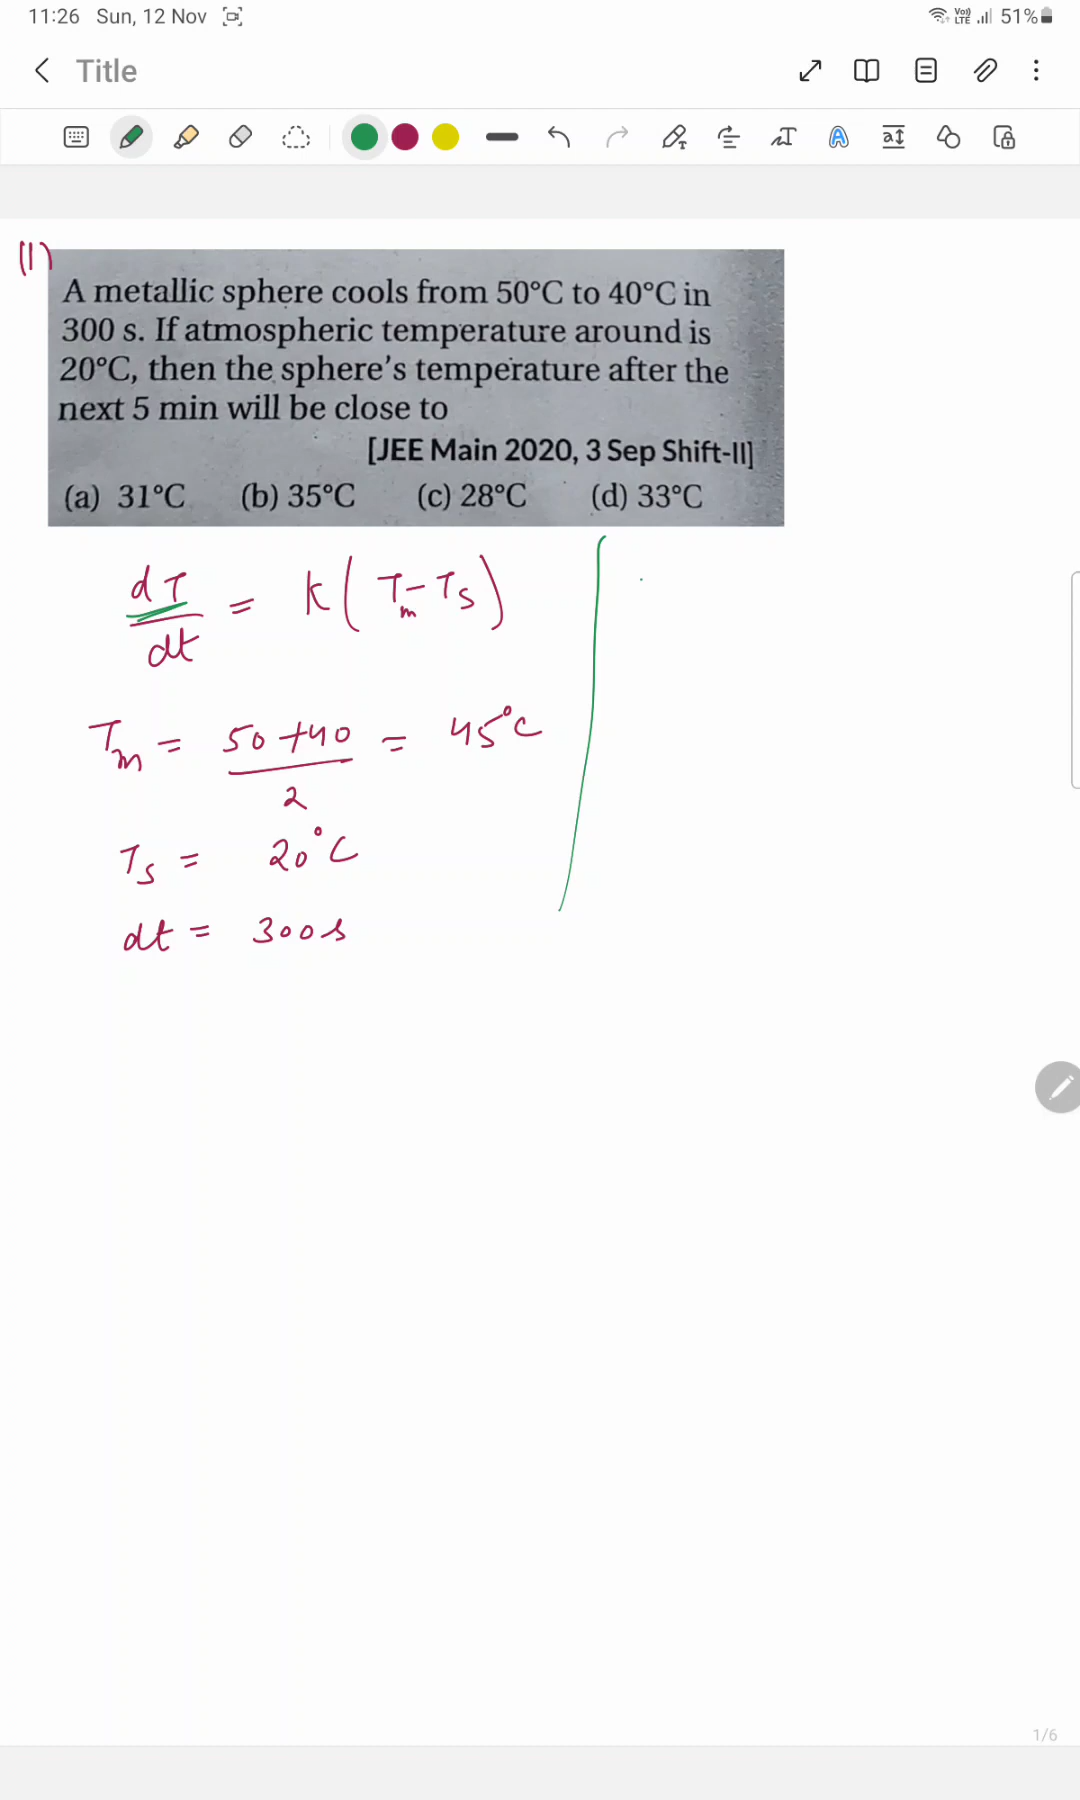 11:26 Sun, 12 Nov
Vo)) LTE 51%
Title
(1)
A metallic sphere cools from 50°C to 40°C in
300 s. If atmospheric temperature around is
20°C, then the sphere's temperature after the
next 5 min will be close to
[JEE Main 2020, 3 Sep Shift-II]
(a) 31°C (b) 35°C (c) 28°C (d) 33°C
dT/dt = k(Tm - Ts)
Tm = 50+40/2 = 45°C
Ts = 20°C
dt = 300s
1/6